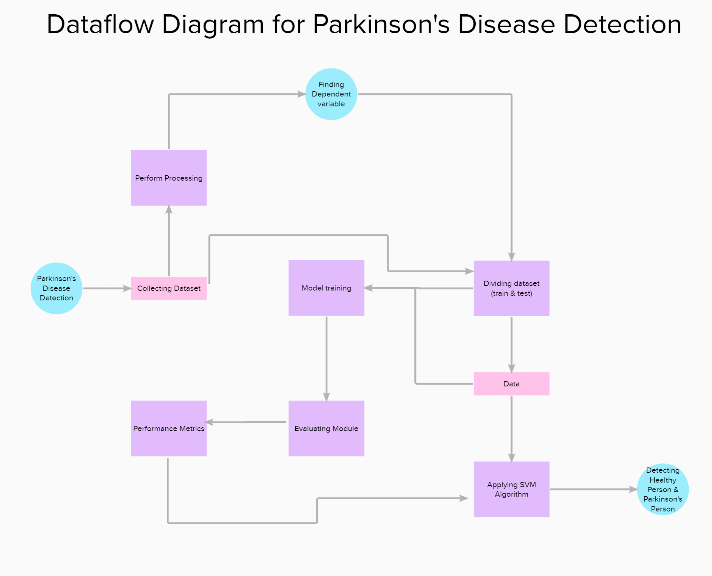 Dataflow Diagram for Parkinson's Disease Detection
Finding
Dependent
variable
Perform Processing
Parkinson's
Disease
Detection
Collecting Dataset
Model training
Dividing dataset
(train & test)
Data
Performance Metrics
Evaluating Module
Applying SVM
Algorithm
Detecting
Healthy
Person &
Parkinson's
Person